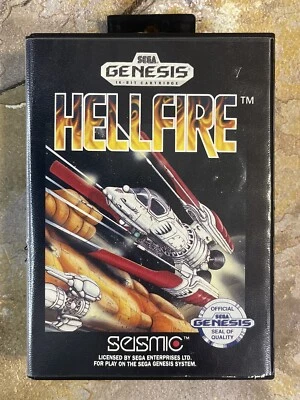 SEGA
GENESIS
16-BIT CARTRIDGE
HELLFIRE™
OFFICIAL
SEGA
GENESIS
SEAL OF
QUALITY
SEISMIC
LICENSED BY SEGA ENTERPRISES LTD.
FOR PLAY ON THE SEGA GENESIS SYSTEM.